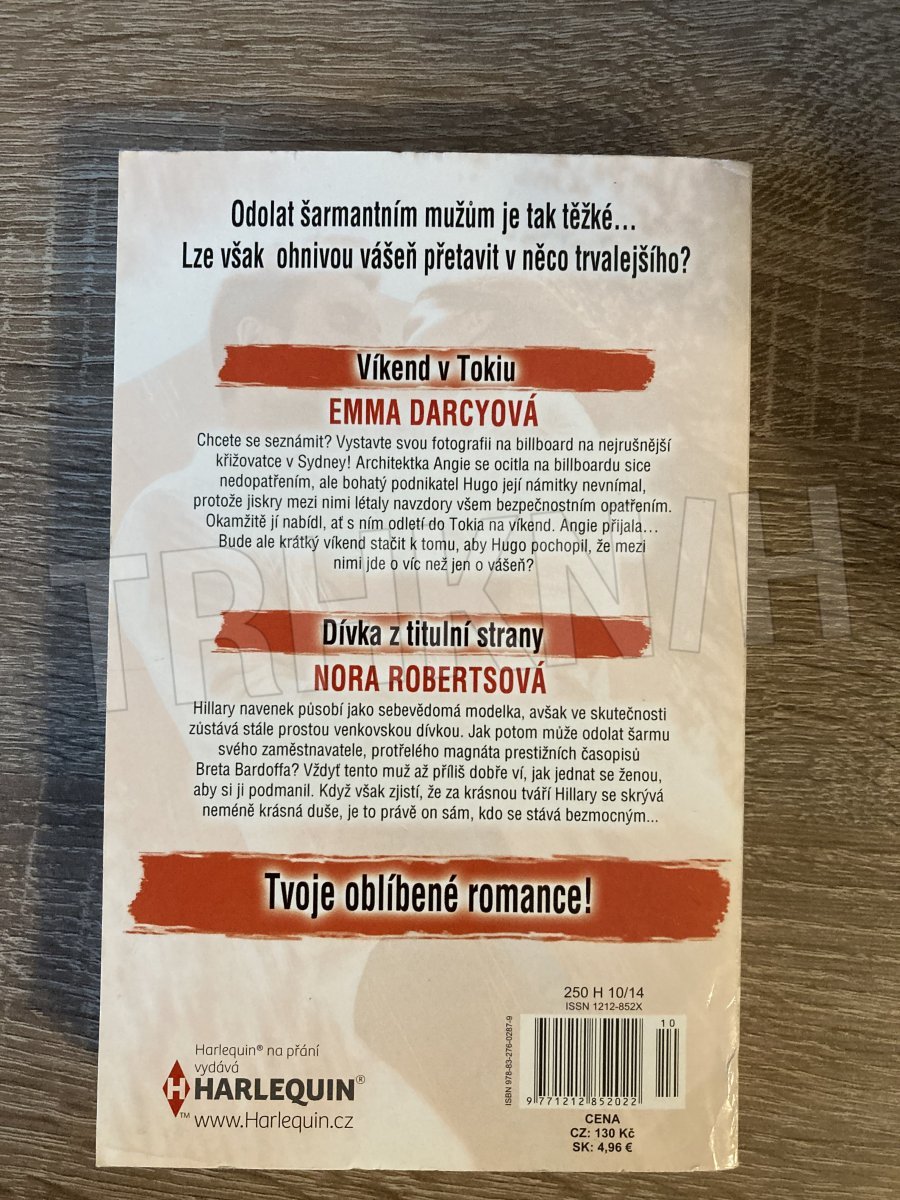 Odolat šarmantním mužům je tak těžké...
Lze však ohnivou vášeň přetavit v něco trvalejšího?
Víkend v Tokiu
EMMA DARCYOVÁ
Chcete se seznámit? Vystavte svou fotografii na billboard na nejrušnější
křižovatce v Sydney! Architektka Angie se ocitla na billboardu sice
nedopatřením, ale bohatý podnikatel Hugo její námitky nevnímal,
protože jiskry mezi nimi létaly navzdory všem bezpečnostním opatřením.
Okamžitě jí nabídl, ať s ním odletí do Tokia na víkend. Angie přijala...
Bude ale krátký víkend stačit k tomu, aby Hugo pochopil, že mezi
nimi jde o víc než jen o vášeň?
TRHKNIH
Dívka z titulní strany
NORA ROBERTSOVÁ
Hillary navenek působí jako sebevědomá modelka, avšak ve skutečnosti
zůstává stále prostou venkovskou dívkou. Jak potom může odolat šarmu
svého zaměstnavatele, protřelého magnáta prestižních časopisů
Breta Bardoffa? Vždyť tento muž až příliš dobře ví, jak jednat se ženou,
aby si ji podmanil. Když však zjistí, že za krásnou tváří Hillary se skrývá
neméně krásná duše, je to právě on sám, kdo se stává bezmocným...
Tvoje oblíbené romance!
250 H 10/14
ISSN 1212-852X
10
ISBN 978-83-276-0287-9
9 771212 852022
CENA
CZ: 130 Kč
SK: 4,96 €
Harlequin® na přání
vydává
H HARLEQUIN®
™ www.Harlequin.cz